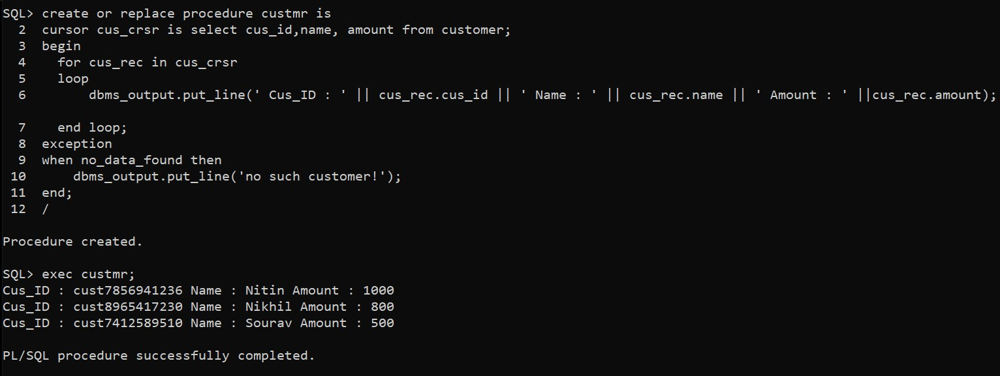 SQL> create or replace procedure custmr is
  2  cursor cus_crsr is select cus_id,name, amount from customer;
  3  begin
  4    for cus_rec in cus_crsr
  5    loop
  6        dbms_output.put_line(' Cus_ID : ' || cus_rec.cus_id || ' Name : ' || cus_rec.name || ' Amount : ' ||cus_rec.amount);
  7    end loop;
  8  exception
  9  when no_data_found then
 10      dbms_output.put_line('no such customer!');
 11  end;
 12  /
Procedure created.
SQL> exec custmr;
Cus_ID : cust7856941236 Name : Nitin Amount : 1000
Cus_ID : cust8965417230 Name : Nikhil Amount : 800
Cus_ID : cust7412589510 Name : Sourav Amount : 500
PL/SQL procedure successfully completed.